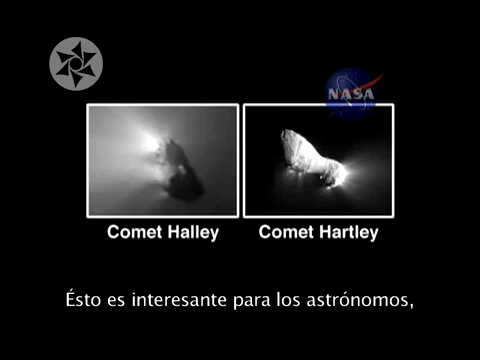 NASA
Comet Halley
Comet Hartley
Ésto es interesante para los astrónomos,